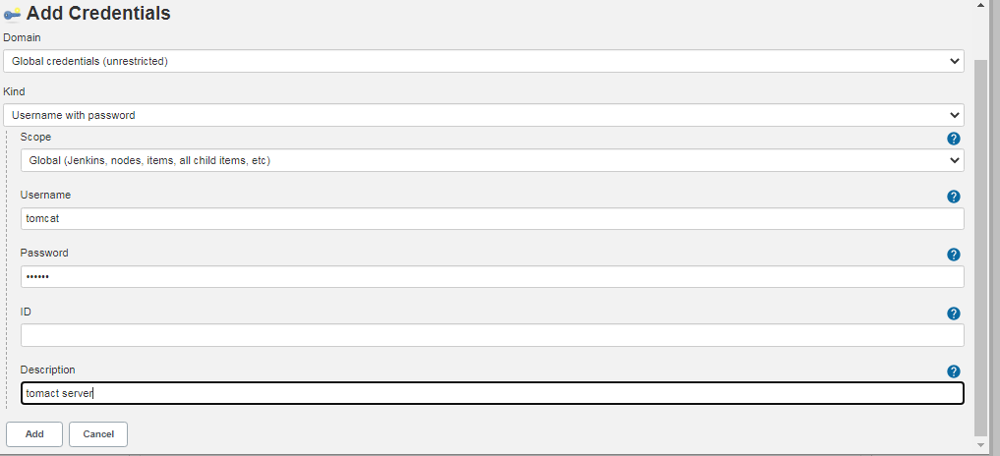 Add Credentials
Domain
Global credentials (unrestricted)
Kind
Username with password
Scope
?
Global (Jenkins, nodes, items, all child items, etc)
Username
?
tomcat
Password
?
••••••
ID
?
Description
?
tomact server
Add Cancel